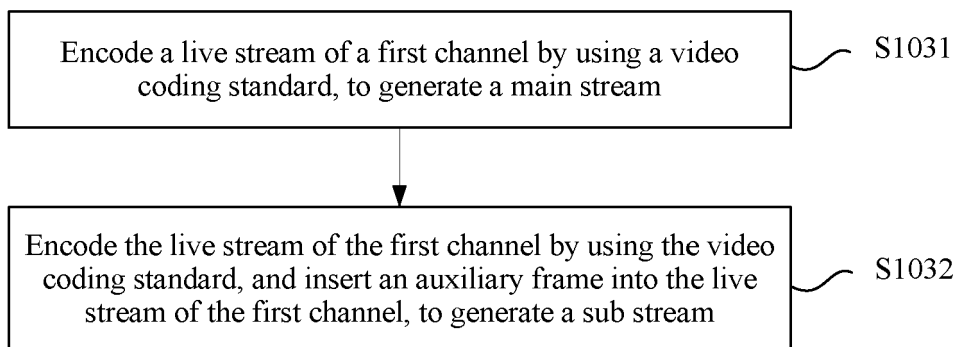 Encode a live stream of a first channel by using a video
coding standard, to generate a main stream
S1031
Encode the live stream of the first channel by using the video
coding standard, and insert an auxiliary frame into the live
stream of the first channel, to generate a sub stream
S1032